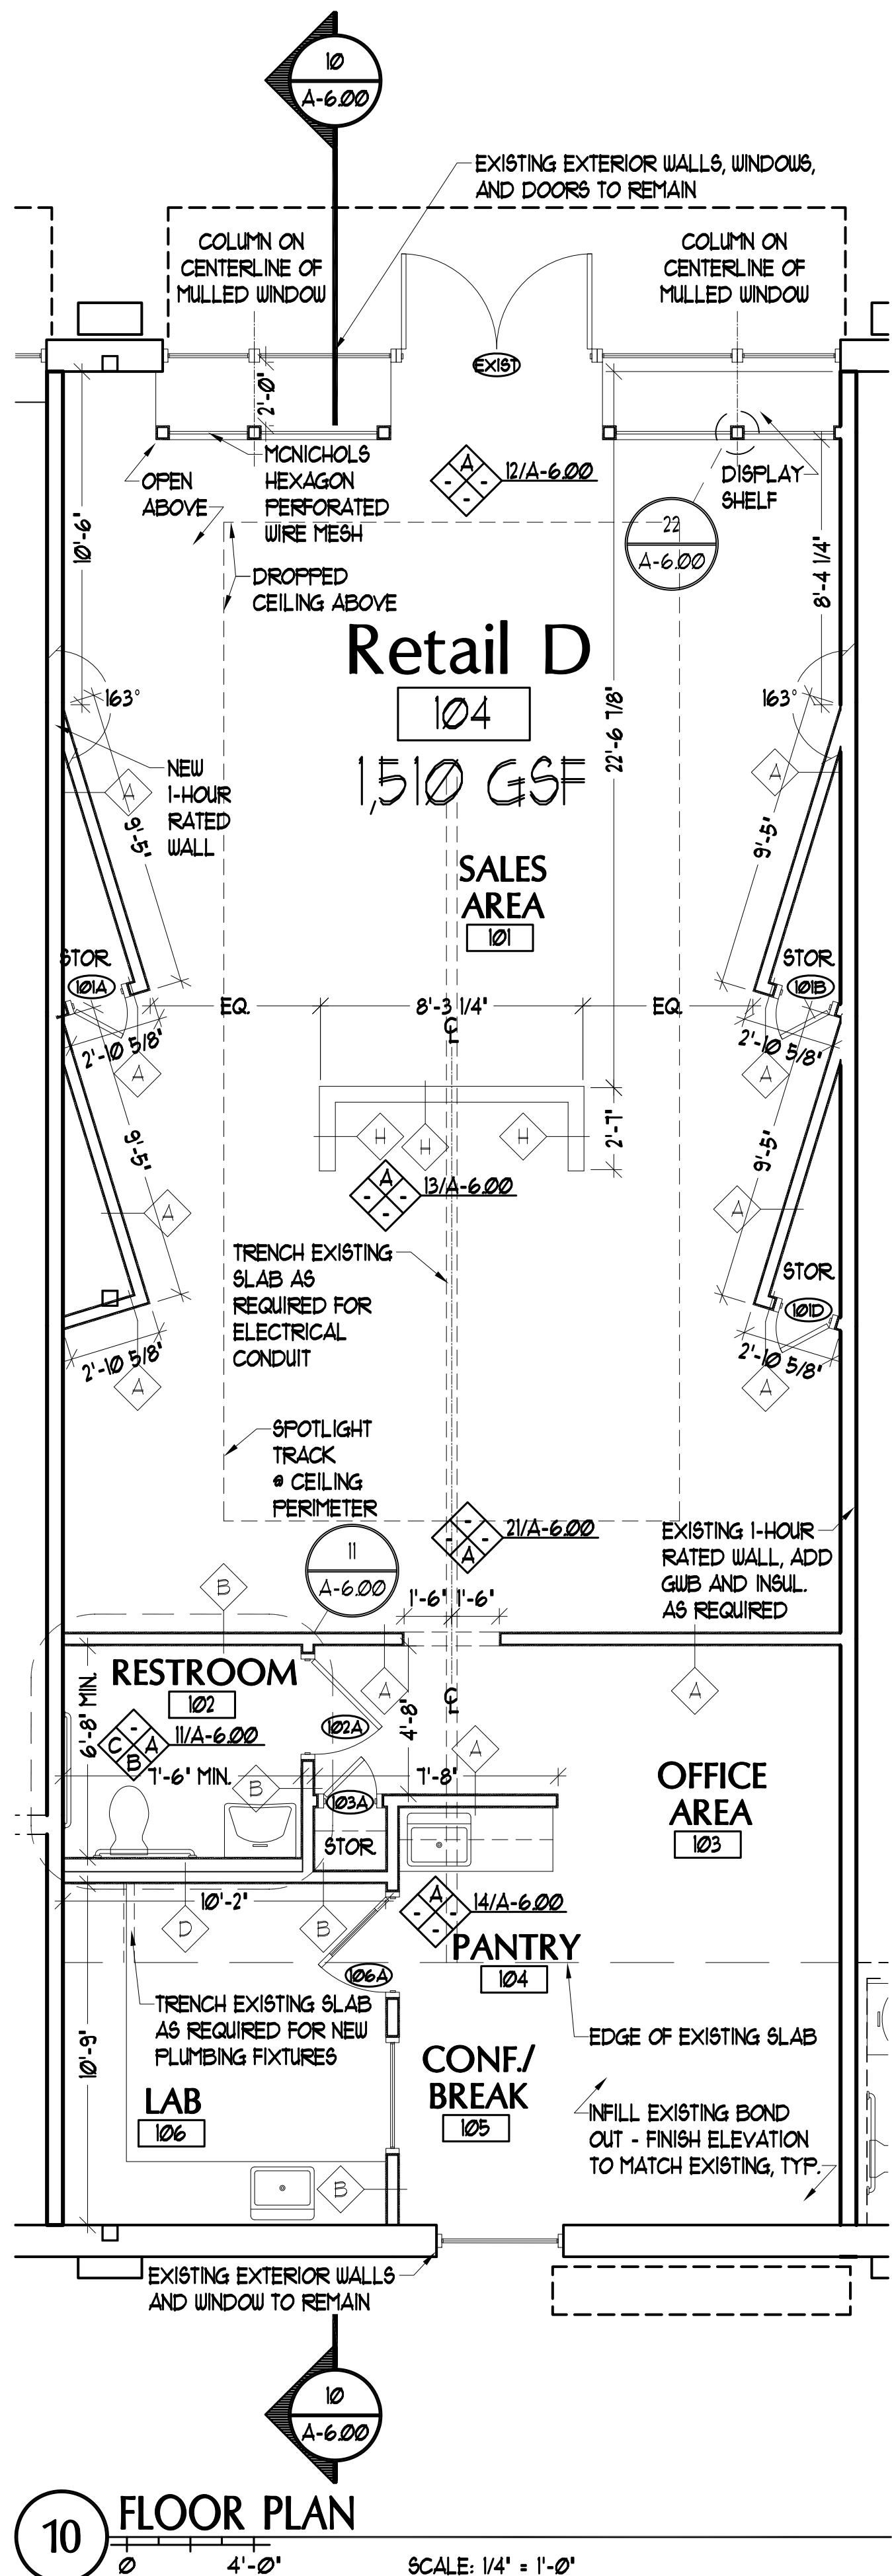 10
A-6.00
EXISTING EXTERIOR WALLS, WINDOWS,
AND DOORS TO REMAIN
COLUMN ON
CENTERLINE OF
MULLED WINDOW
COLUMN ON
CENTERLINE OF
MULLED WINDOW
EXIST
2'-0"
MCNICHOLS
HEXAGON
PERFORATED
WIRE MESH
OPEN
ABOVE
A
-
-
-
12/A-6.00
DISPLAY
SHELF
22
A-6.00
10'-6"
8'-4 1/4"
DROPPED
CEILING ABOVE
Retail D
104
1,510 GSF
22'-6 7/8"
163°
163°
NEW
1-HOUR
RATED
WALL
A
A
9'-5"
9'-5"
SALES
AREA
101
STOR.
101A
STOR.
101B
EQ.
8'-3 1/4"
EQ.
CL
2'-10 5/8"
2'-10 5/8"
A
A
H
H
H
2'-7"
9'-5"
9'-5"
A
-
-
-
13/A-6.00
A
A
TRENCH EXISTING
SLAB AS
REQUIRED FOR
ELECTRICAL
CONDUIT
STOR.
101D
2'-10 5/8"
2'-10 5/8"
A
A
SPOTLIGHT
TRACK
@ CEILING
PERIMETER
-
-
-
A
21/A-6.00
EXISTING 1-HOUR
RATED WALL, ADD
GWB AND INSUL.
AS REQUIRED
11
A-6.00
B
1'-6"
1'-6"
RESTROOM
102
6'-8" MIN.
A
CL
A
-
C
A
B
11/A-6.00
102A
4'-8"
A
7'-6" MIN.
B
7'-8"
OFFICE
AREA
103
103A
STOR.
10'-2"
D
B
A
-
-
-
14/A-6.00
PANTRY
104
106A
TRENCH EXISTING SLAB
AS REQUIRED FOR NEW
PLUMBING FIXTURES
EDGE OF EXISTING SLAB
10'-9"
CONF./
BREAK
105
LAB
106
INFILL EXISTING BOND
OUT - FINISH ELEVATION
TO MATCH EXISTING, TYP.
B
EXISTING EXTERIOR WALLS
AND WINDOW TO REMAIN
10
A-6.00
10
FLOOR PLAN
0
4'-0"
SCALE: 1/4" = 1'-0"